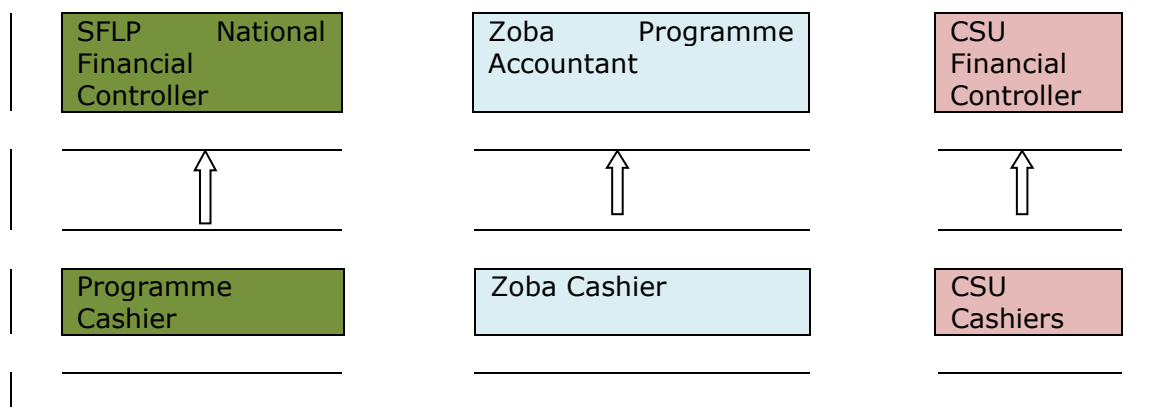 SFLP National
Financial
Controller
Zoba Programme
Accountant
CSU
Financial
Controller
Programme
Cashier
Zoba Cashier
CSU
Cashiers